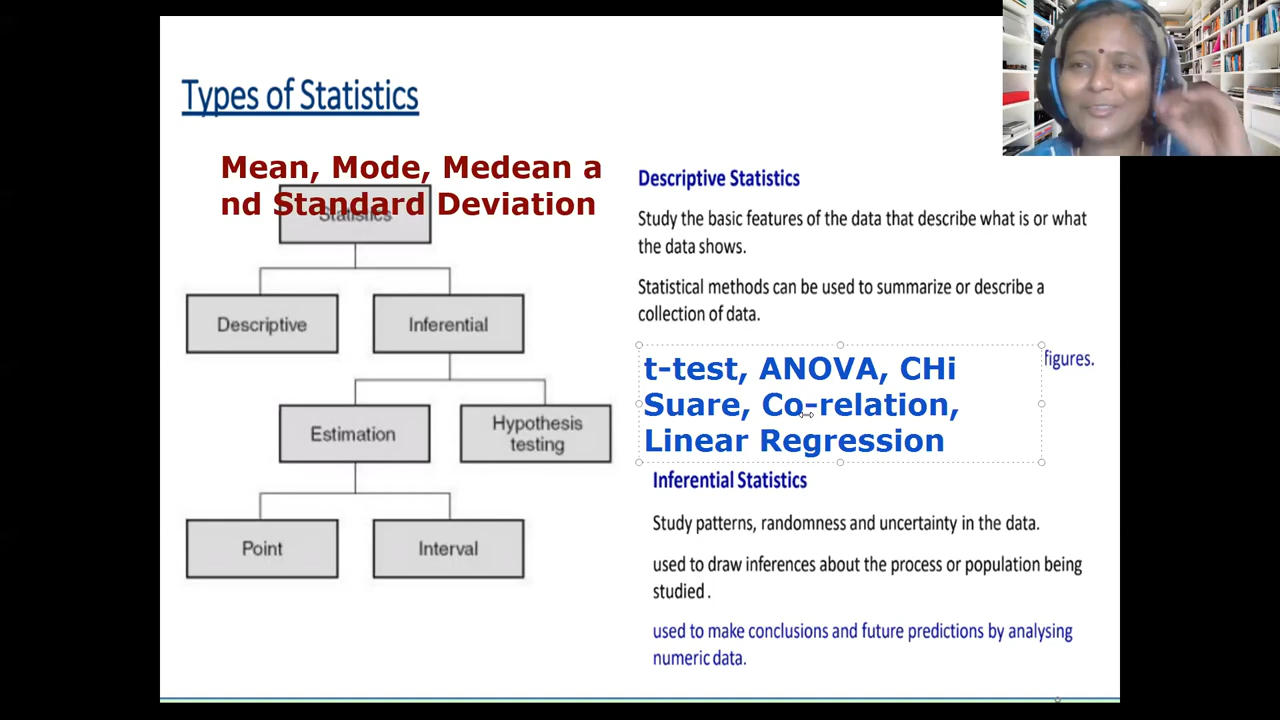 Types of Statistics
Mean, Mode, Medean a
nd Standard Deviation
Statistics
Descriptive
Inferential
Estimation
Hypothesis
testing
Point
Interval
Descriptive Statistics
Study the basic features of the data that describe what is or what
the data shows.
Statistical methods can be used to summarize or describe a
collection of data.
figures.
t-test, ANOVA, CHi
Suare, Co-relation,
Linear Regression
Inferential Statistics
Study patterns, randomness and uncertainty in the data.
used to draw inferences about the process or population being
studied .
used to make conclusions and future predictions by analysing
numeric data.